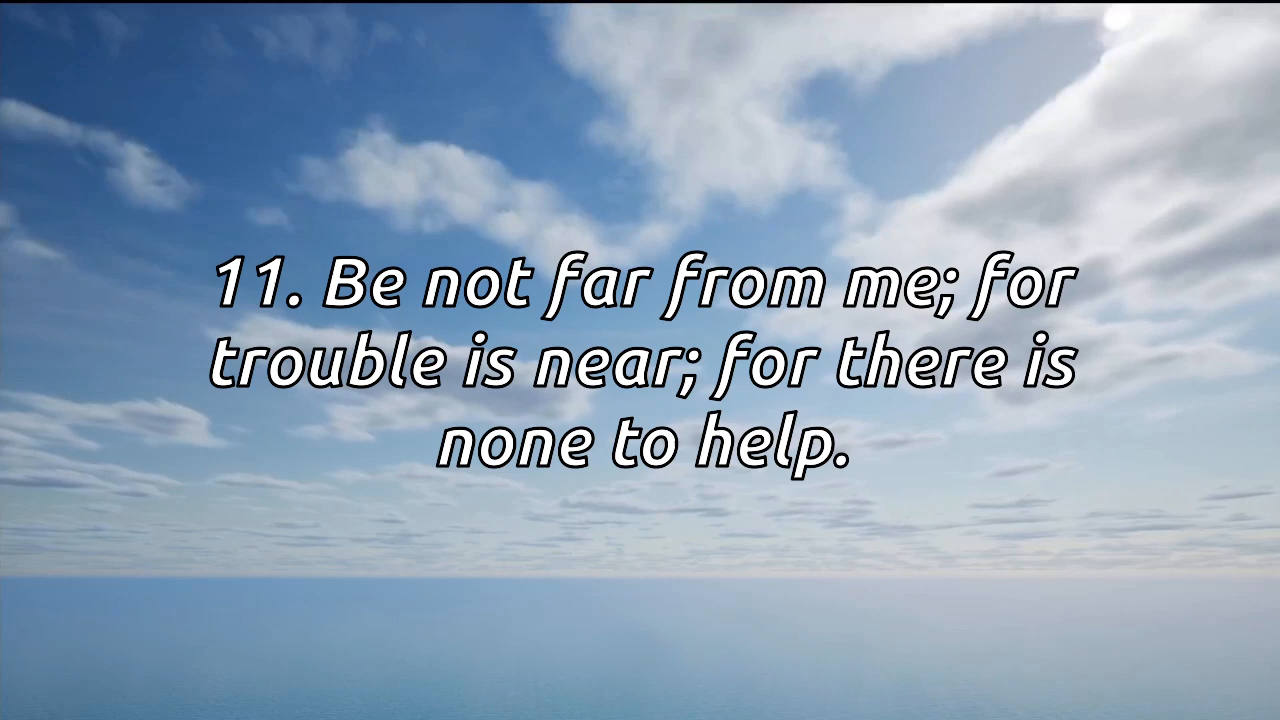 11. Be not far from me; for
trouble is near; for there is
none to help.